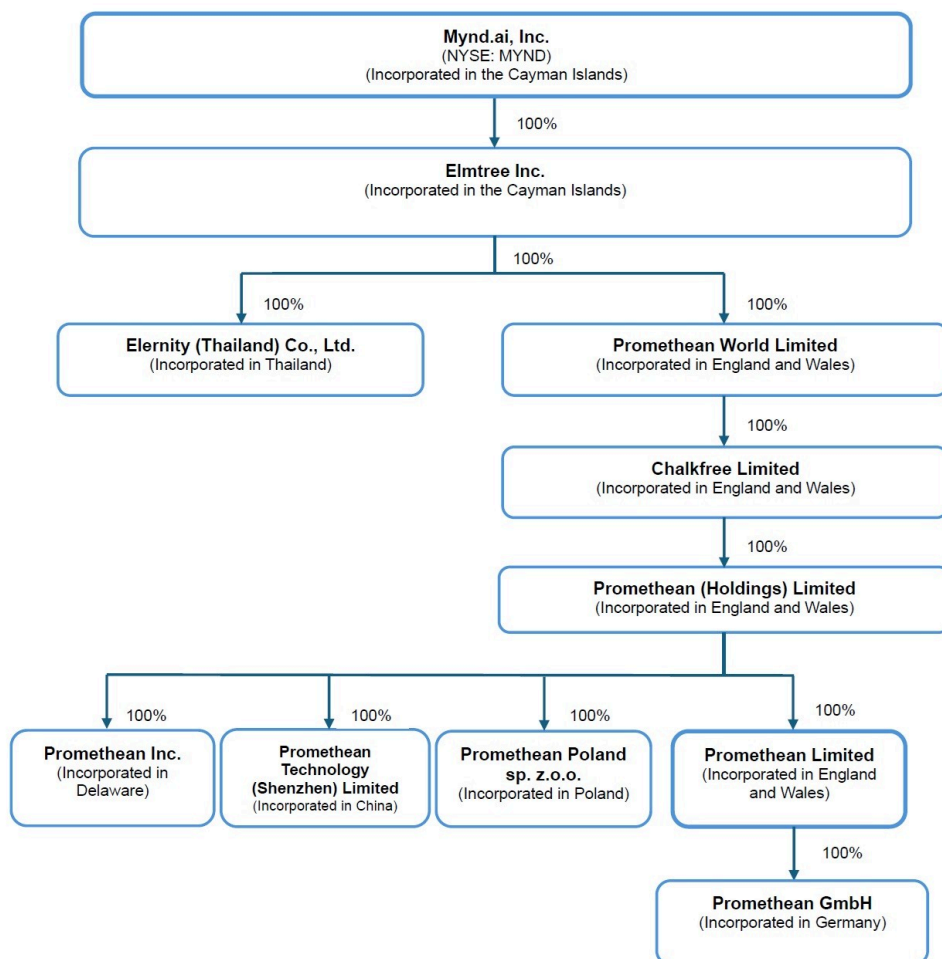 Mynd.ai, Inc.
(NYSE: MYND)
(Incorporated in the Cayman Islands)
100%
Elmtree Inc.
(Incorporated in the Cayman Islands)
100%
100%
100%
Elernity (Thailand) Co., Ltd.
(Incorporated in Thailand)
Promethean World Limited
(Incorporated in England and Wales)
100%
Chalkfree Limited
(Incorporated in England and Wales)
100%
Promethean (Holdings) Limited
(Incorporated in England and Wales)
100%
100%
100%
100%
Promethean Inc.
(Incorporated in
Delaware)
Promethean
Technology
(Shenzhen) Limited
(Incorporated in China)
Promethean Poland
sp. z.o.o.
(Incorporated in Poland)
Promethean Limited
(Incorporated in England
and Wales)
100%
Promethean GmbH
(Incorporated in Germany)